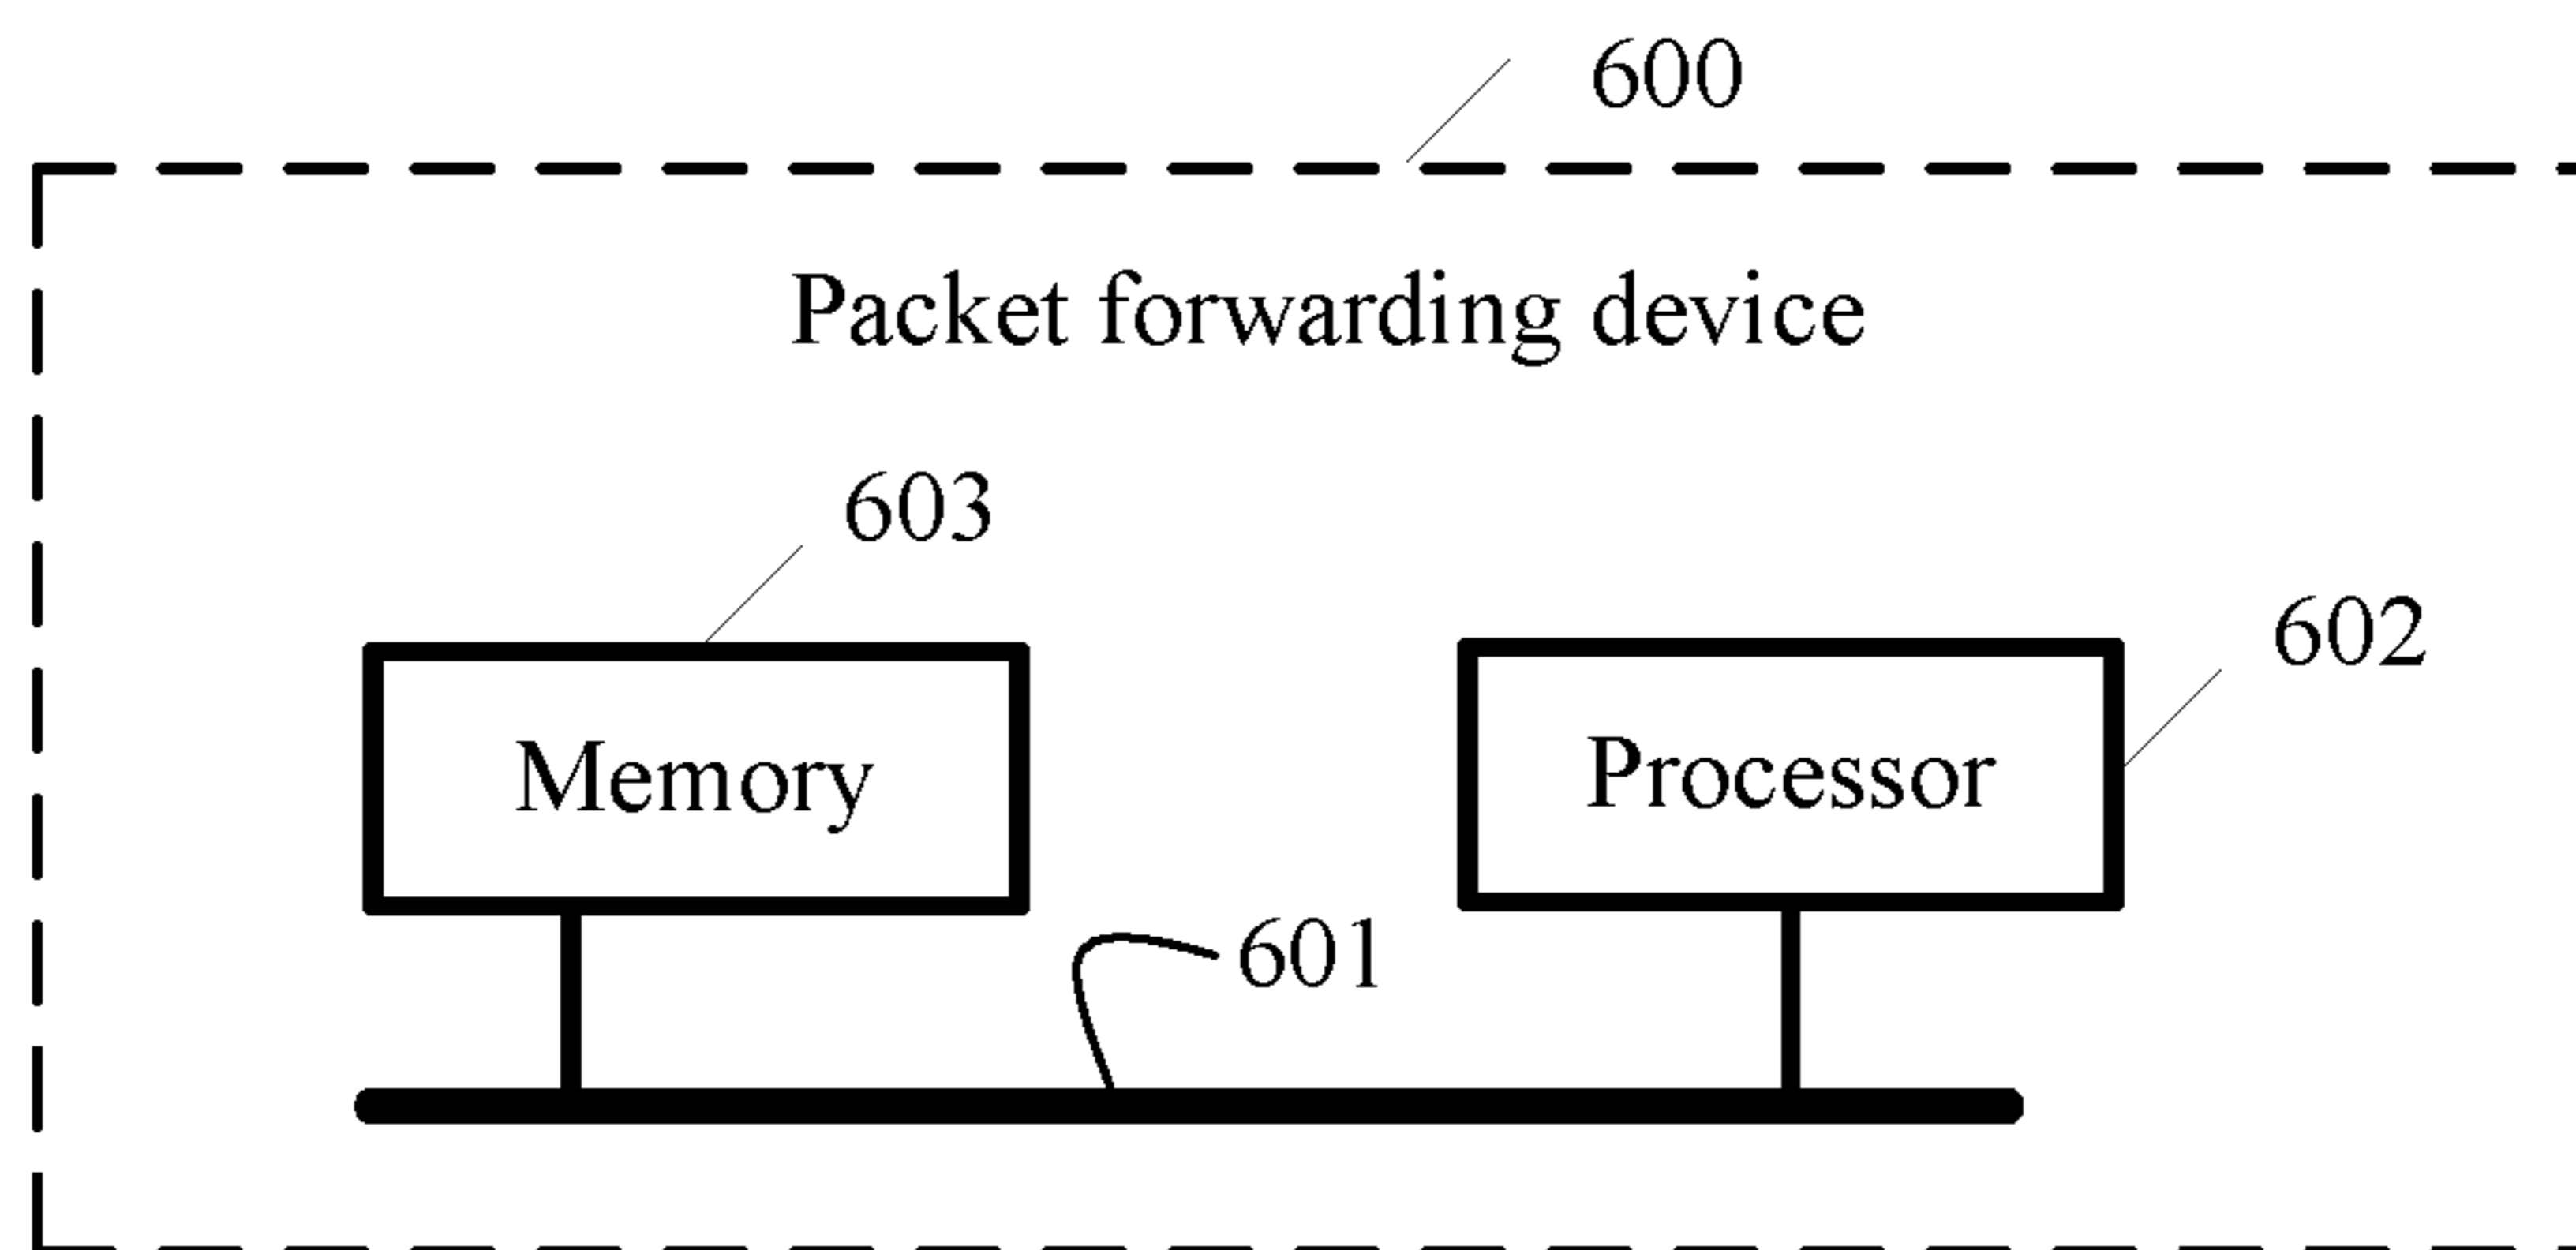 600
Packet forwarding device
603
602
Memory
Processor
601